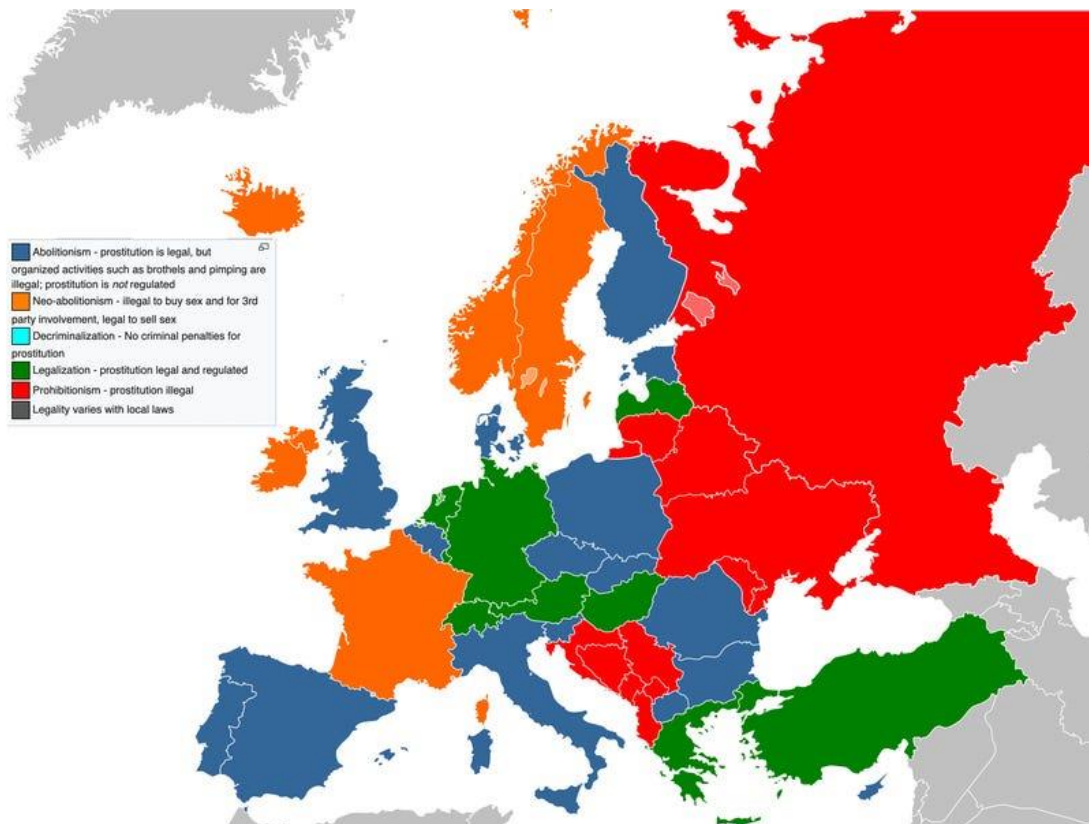 Abolitionism - prostitution is legal, but
organized activities such as brothels and pimping are
illegal; prostitution is not regulated
Neo-abolitionism - illegal to buy sex and for 3rd
party involvement, legal to sell sex
Decriminalization - No criminal penalties for
prostitution
Legalization - prostitution legal and regulated
Prohibitionism - prostitution illegal
Legality varies with local laws